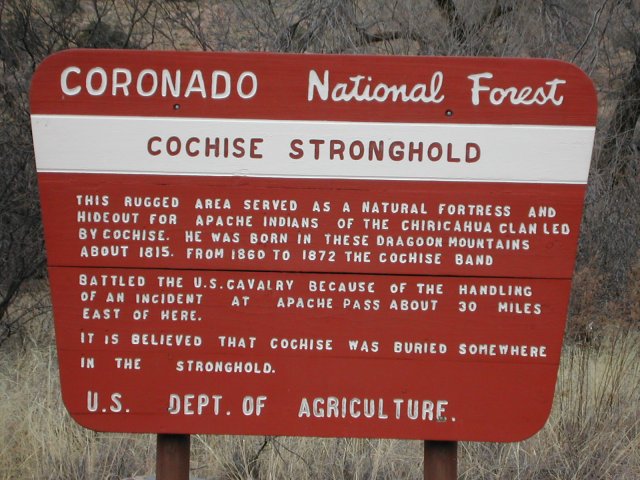 CORONADO National Forest
COCHISE STRONGHOLD
THIS RUGGED AREA SERVED AS A NATURAL FORTRESS AND
HIDEOUT FOR APACHE INDIANS OF THE CHIRICAHUA CLAN LED
BY COCHISE. HE WAS BORN IN THESE DRAGOON MOUNTAINS
ABOUT 1815. FROM 1860 TO 1872 THE COCHISE BAND
BATTLED THE U.S. CAVALRY BECAUSE OF THE HANDLING
OF AN INCIDENT AT APACHE PASS ABOUT 30 MILES
EAST OF HERE.
IT IS BELIEVED THAT COCHISE WAS BURIED SOMEWHERE
IN THE STRONGHOLD.
U.S. DEPT. OF AGRICULTURE.